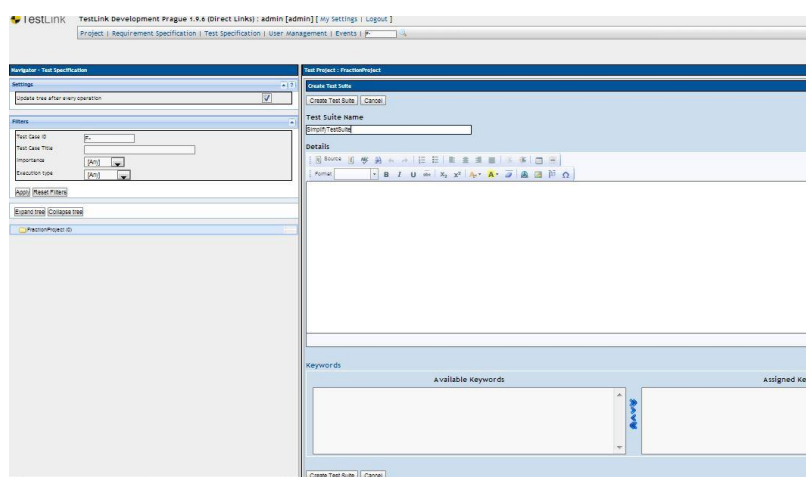 TestLink TestLink Development Prague 1.9.6 (Direct Links) : admin [admin] [ My Settings | Logout ]
Project | Requirement Specification | Test Specification | User Management | Events | F-
Navigator - Test Specification
Settings
Update tree after every operation
Filters
Test Case ID F-
Test Case Title
Importance [Any]
Execution type [Any]
Apply Reset Filters
Expand tree Collapse tree
FractionProject (0)
Test Project : FractionProject
Create Test Suite
Create Test Suite Cancel
Test Suite Name
SimplifyTestSuite
Details
Source
Format B I U abc X₂ x² A A Ω
Keywords
Available Keywords Assigned Ke
Create Test Suite Cancel